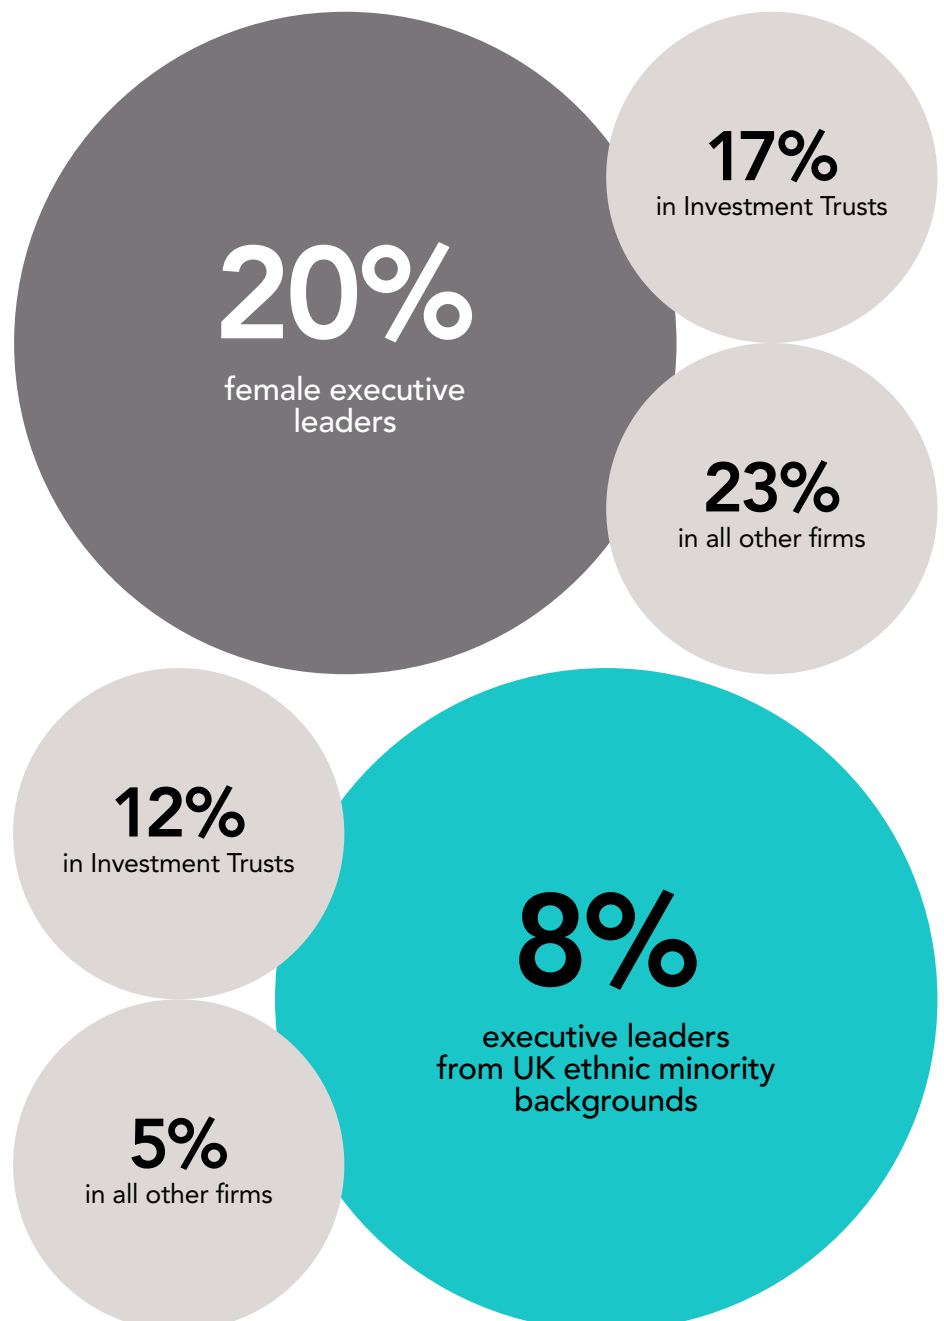 20%
female executive
leaders
17%
in Investment Trusts
23%
in all other firms
12%
in Investment Trusts
5%
in all other firms
8%
executive leaders
from UK ethnic minority
backgrounds